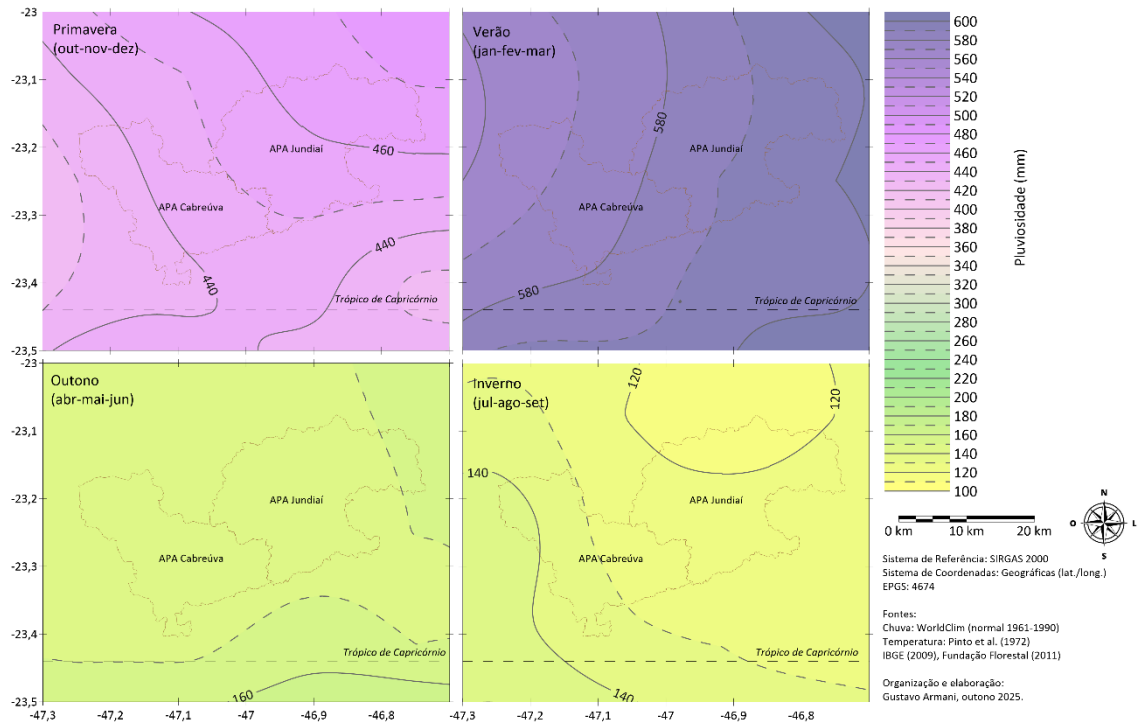 Primavera
(out-nov-dez)
-23
-23,1
-23,2
-23,3
-23,4
-23,5
APA Jundiaí
460
APA Cabreúva
440
440
Trópico de Capricórnio
Verão
(jan-fev-mar)
580
APA Jundiaí
APA Cabreúva
580
Trópico de Capricórnio
Outono
(abr-mai-jun)
-23
-23,1
-23,2
-23,3
-23,4
-23,5
APA Jundiaí
APA Cabreúva
Trópico de Capricórnio
160
-47,3
-47,2
-47,1
-47
-46,9
-46,8
Inverno
(jul-ago-set)
120
120
140
APA Jundiaí
APA Cabreúva
Trópico de Capricórnio
140
-47,3
-47,2
-47,1
-47
-46,9
-46,8
600
580
560
540
520
500
480
460
440
420
400
380
360
340
320
300
280
260
240
220
200
180
160
140
120
100
Pluviosidade (mm)
0 km
10 km
20 km
N
O
L
S
Sistema de Referência: SIRGAS 2000
Sistema de Coordenadas: Geográficas (lat./long.)
EPGS: 4674
Fontes:
Chuva: WorldClim (normal 1961-1990)
Temperatura: Pinto et al. (1972)
IBGE (2009), Fundação Florestal (2011)
Organização e elaboração:
Gustavo Armani, outono 2025.